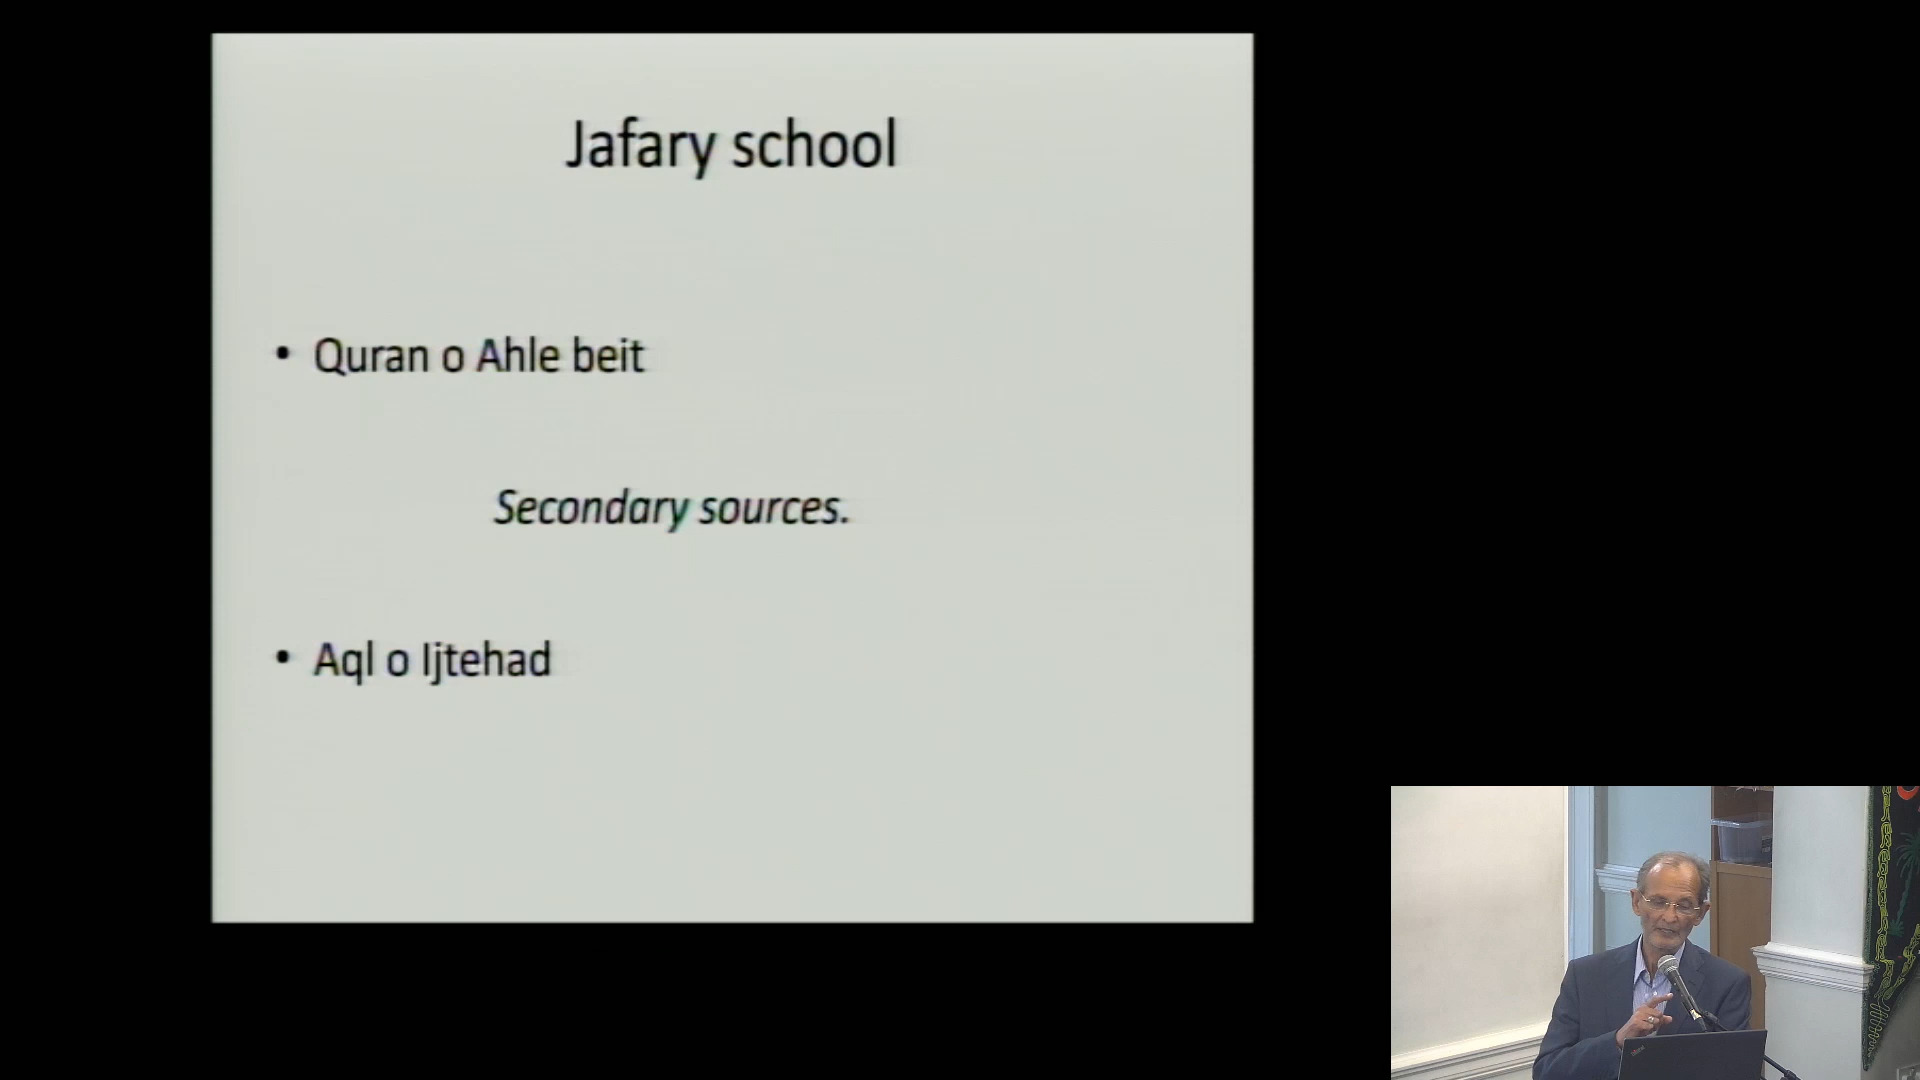 Jafary school
• Quran o Ahle beit
Secondary sources.
• Aql o Ijtehad